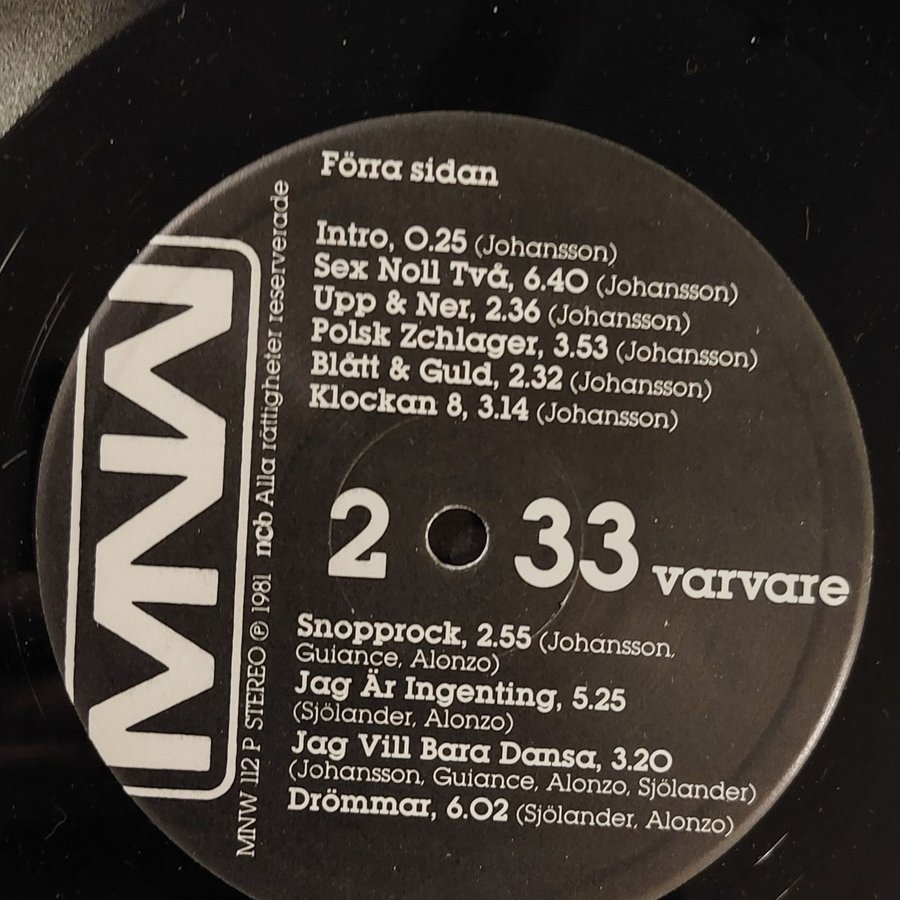 Förra sidan
Intro, 0.25 (Johansson)
Sex Noll Två, 6.40 (Johansson)
Upp & Ner, 2.36 (Johansson)
Polsk Zchlager, 3.53 (Johansson)
Blått & Guld, 2.32 (Johansson)
Klockan 8, 3.14 (Johansson)
2 33 varvare
Snopprock, 2.55 (Johansson,
Guiance, Alonzo)
Jag Är Ingenting, 5.25
(Sjölander, Alonzo)
Jag Vill Bara Dansa, 3.20
(Johansson, Guiance, Alonzo, Sjölander)
Drömmar, 6.02 (Sjölander, Alonzo)
MNW
MNW 112 P STEREO ℗ 1981 ncb Alla rättigheter reserverade